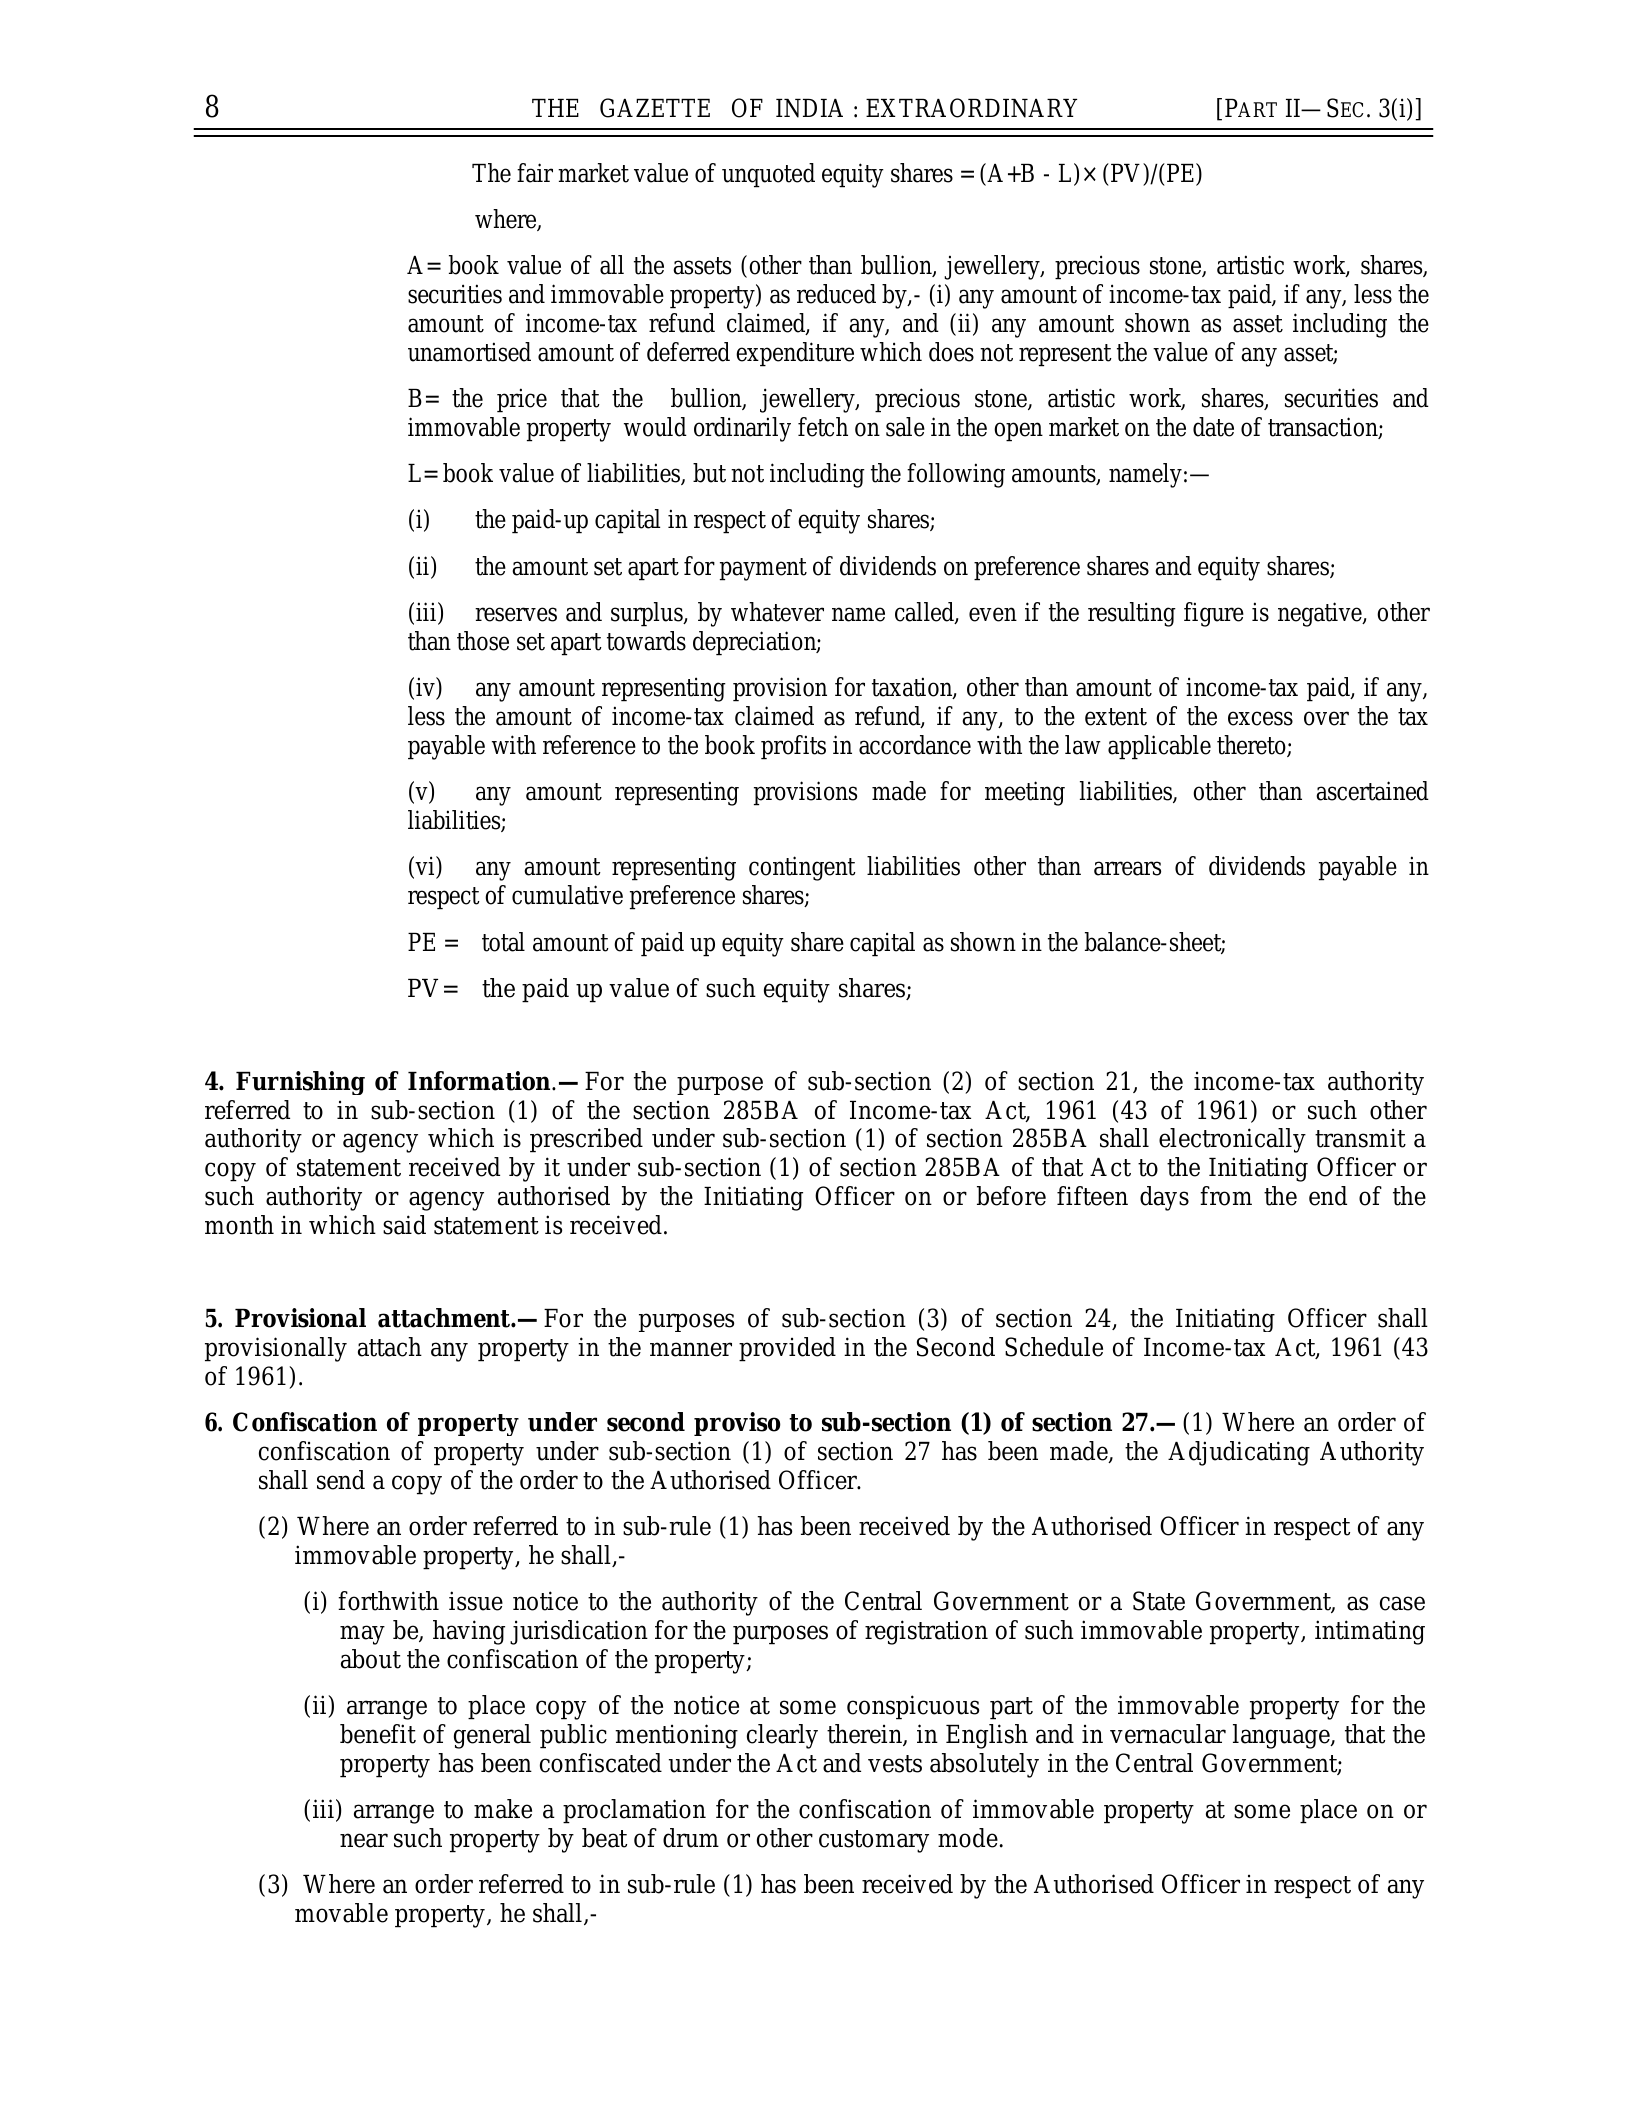 8 THE GAZETTE OF INDIA : EXTRAORDINARY [PART II—SEC. 3(i)]
The fair market value of unquoted equity shares =(A+B - L)×(PV)/(PE)
where,
A= book value of all the assets (other than bullion, jewellery, precious stone, artistic work, shares,
securities and immovable property) as reduced by,- (i) any amount of income-tax paid, if any, less the
amount of income-tax refund claimed, if any, and (ii) any amount shown as asset including the
unamortised amount of deferred expenditure which does not represent the value of any asset;
B= the price that the bullion, jewellery, precious stone, artistic work, shares, securities and
immovable property would ordinarily fetch on sale in the open market on the date of transaction;
L= book value of liabilities, but not including the following amounts, namely:—
(i) the paid-up capital in respect of equity shares;
(ii) the amount set apart for payment of dividends on preference shares and equity shares;
(iii) reserves and surplus, by whatever name called, even if the resulting figure is negative, other
than those set apart towards depreciation;
(iv) any amount representing provision for taxation, other than amount of income-tax paid, if any,
less the amount of income-tax claimed as refund, if any, to the extent of the excess over the tax
payable with reference to the book profits in accordance with the law applicable thereto;
(v) any amount representing provisions made for meeting liabilities, other than ascertained
liabilities;
(vi) any amount representing contingent liabilities other than arrears of dividends payable in
respect of cumulative preference shares;
PE = total amount of paid up equity share capital as shown in the balance-sheet;
PV = the paid up value of such equity shares;
4. Furnishing of Information.— For the purpose of sub-section (2) of section 21, the income-tax authority
referred to in sub-section (1) of the section 285BA of Income-tax Act, 1961 (43 of 1961) or such other
authority or agency which is prescribed under sub-section (1) of section 285BA shall electronically transmit a
copy of statement received by it under sub-section (1) of section 285BA of that Act to the Initiating Officer or
such authority or agency authorised by the Initiating Officer on or before fifteen days from the end of the
month in which said statement is received.
5. Provisional attachment.— For the purposes of sub-section (3) of section 24, the Initiating Officer shall
provisionally attach any property in the manner provided in the Second Schedule of Income-tax Act, 1961 (43
of 1961).
6. Confiscation of property under second proviso to sub-section (1) of section 27.— (1) Where an order of
confiscation of property under sub-section (1) of section 27 has been made, the Adjudicating Authority
shall send a copy of the order to the Authorised Officer.
(2) Where an order referred to in sub-rule (1) has been received by the Authorised Officer in respect of any
immovable property, he shall,-
(i) forthwith issue notice to the authority of the Central Government or a State Government, as case
may be, having jurisdication for the purposes of registration of such immovable property, intimating
about the confiscation of the property;
(ii) arrange to place copy of the notice at some conspicuous part of the immovable property for the
benefit of general public mentioning clearly therein, in English and in vernacular language, that the
property has been confiscated under the Act and vests absolutely in the Central Government;
(iii) arrange to make a proclamation for the confiscation of immovable property at some place on or
near such property by beat of drum or other customary mode.
(3) Where an order referred to in sub-rule (1) has been received by the Authorised Officer in respect of any
movable property, he shall,-